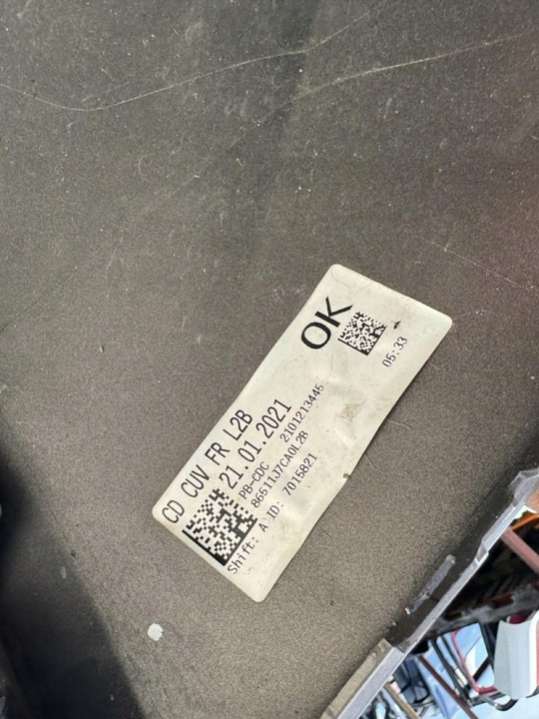 CD CUV FR L2B
21.01.2021
PB-CDC 2101213445
86511J7CA0L2B
Shift: A ID: 7015821
OK
05:33